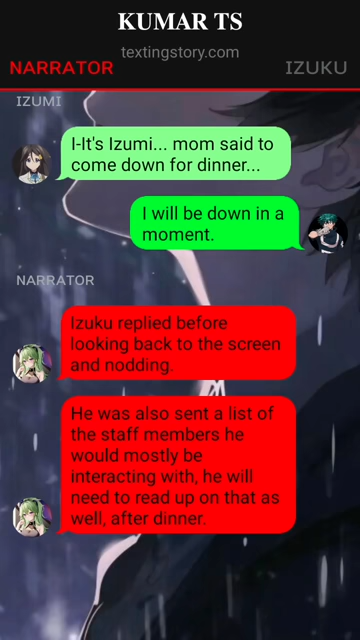 KUMAR TS
textingstory.com
NARRATOR
IZUKU
IZUMI
I-It's Izumi... mom said to
come down for dinner...
I will be down in a
moment.
NARRATOR
Izuku replied before
looking back to the screen
and nodding.
He was also sent a list of
the staff members he
would mostly be
interacting with, he will
need to read up on that as
well, after dinner.